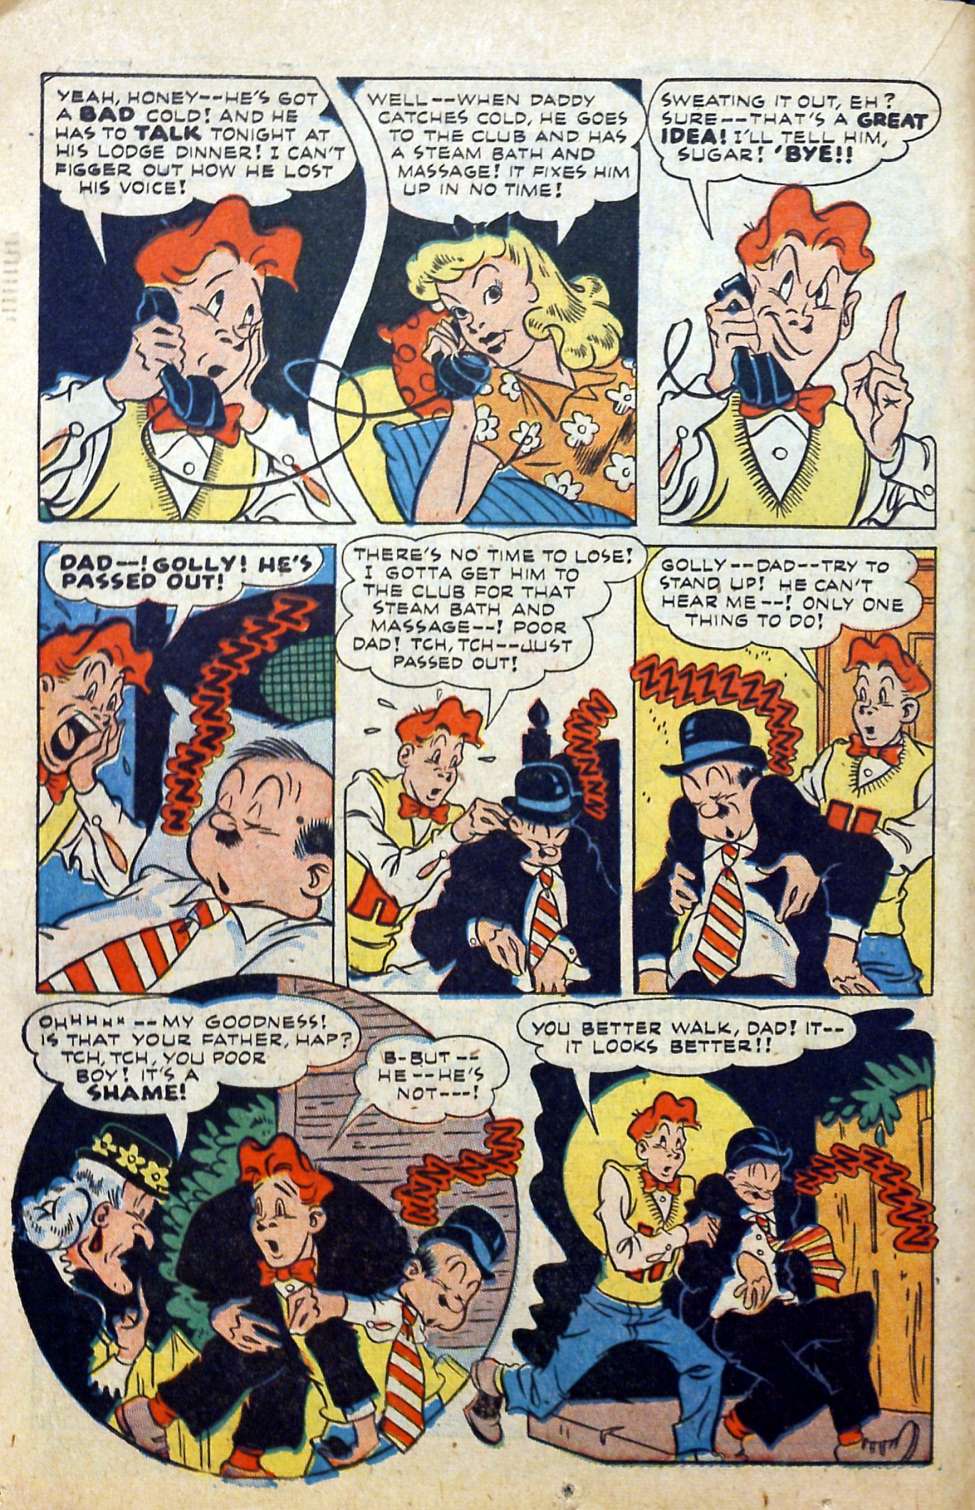 YEAH, HONEY--HE'S GOT
A BAD COLD! AND HE
HAS TO TALK TONIGHT AT
HIS LODGE DINNER! I CAN'T
FIGGER OUT HOW HE LOST
HIS VOICE!
WELL--WHEN DADDY
CATCHES COLD, HE GOES
TO THE CLUB AND HAS
A STEAM BATH AND
MASSAGE! IT FIXES HIM
UP IN NO TIME!
SWEATING IT OUT, EH?
SURE--THAT'S A GREAT
IDEA! I'LL TELL HIM,
SUGAR! 'BYE!!
DAD--! GOLLY! HE'S
PASSED OUT!
ZZZZZZZZZZZZ
THERE'S NO TIME TO LOSE!
I GOTTA GET HIM TO
THE CLUB FOR THAT
STEAM BATH AND
MASSAGE--! POOR
DAD! TCH, TCH--JUST
PASSED OUT!
ZZZZZZZ
GOLLY--DAD--TRY TO
STAND UP! HE CAN'T
HEAR ME--! ONLY ONE
THING TO DO!
ZZZZZZZZZZZZ
OHHHHH--MY GOODNESS!
IS THAT YOUR FATHER, HAP?
TCH, TCH, YOU POOR
BOY! IT'S A
SHAME!
B-BUT--
HE--HE'S
NOT---!
ZZZZZZZ
YOU BETTER WALK, DAD! IT--
IT LOOKS BETTER!!
ZZZZZZZZZ